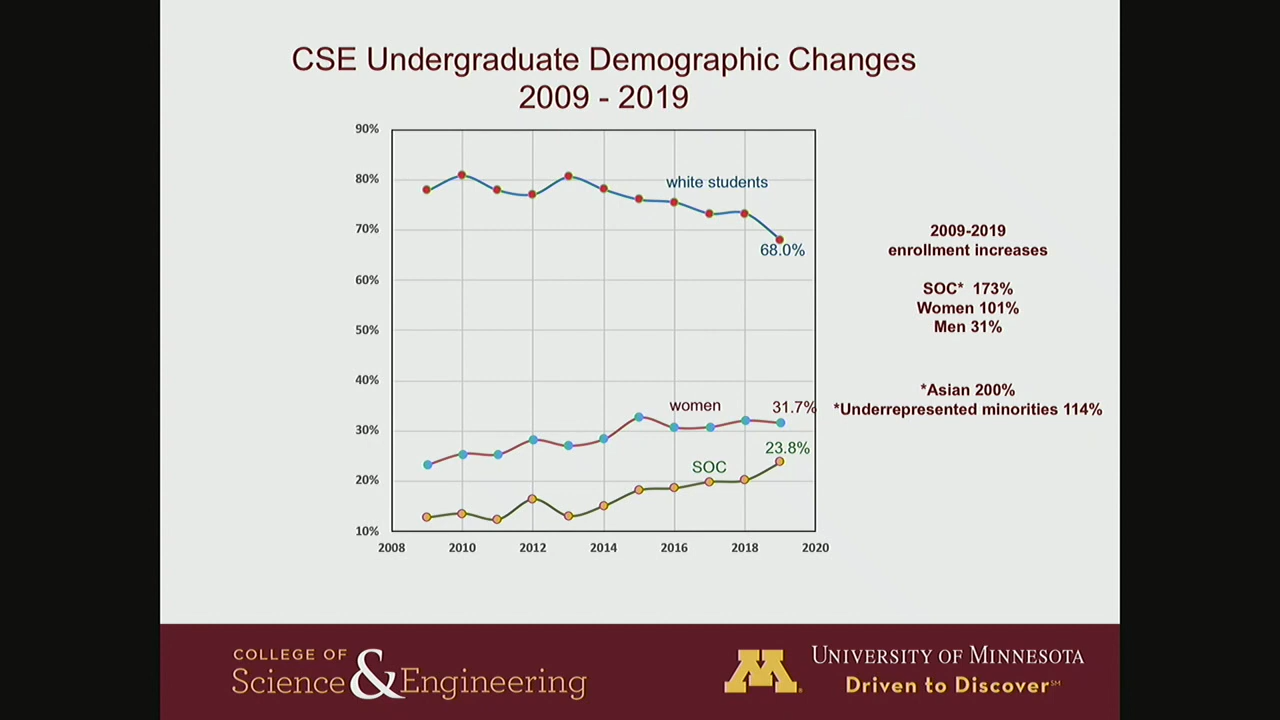 CSE Undergraduate Demographic Changes
2009 - 2019
90%
80%
70%
60%
50%
40%
30%
20%
10%
2008 2010 2012 2014 2016 2018 2020
white students
68.0%
women
31.7%
SOC
23.8%
2009-2019
enrollment increases
SOC* 173%
Women 101%
Men 31%
*Asian 200%
*Underrepresented minorities 114%
COLLEGE OF
Science & Engineering
M
UNIVERSITY OF MINNESOTA
Driven to Discover℠